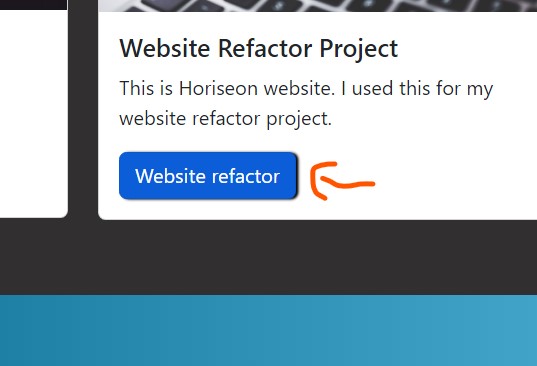 Website Refactor Project
This is Horiseon website. I used this for my
website refactor project.
Website refactor